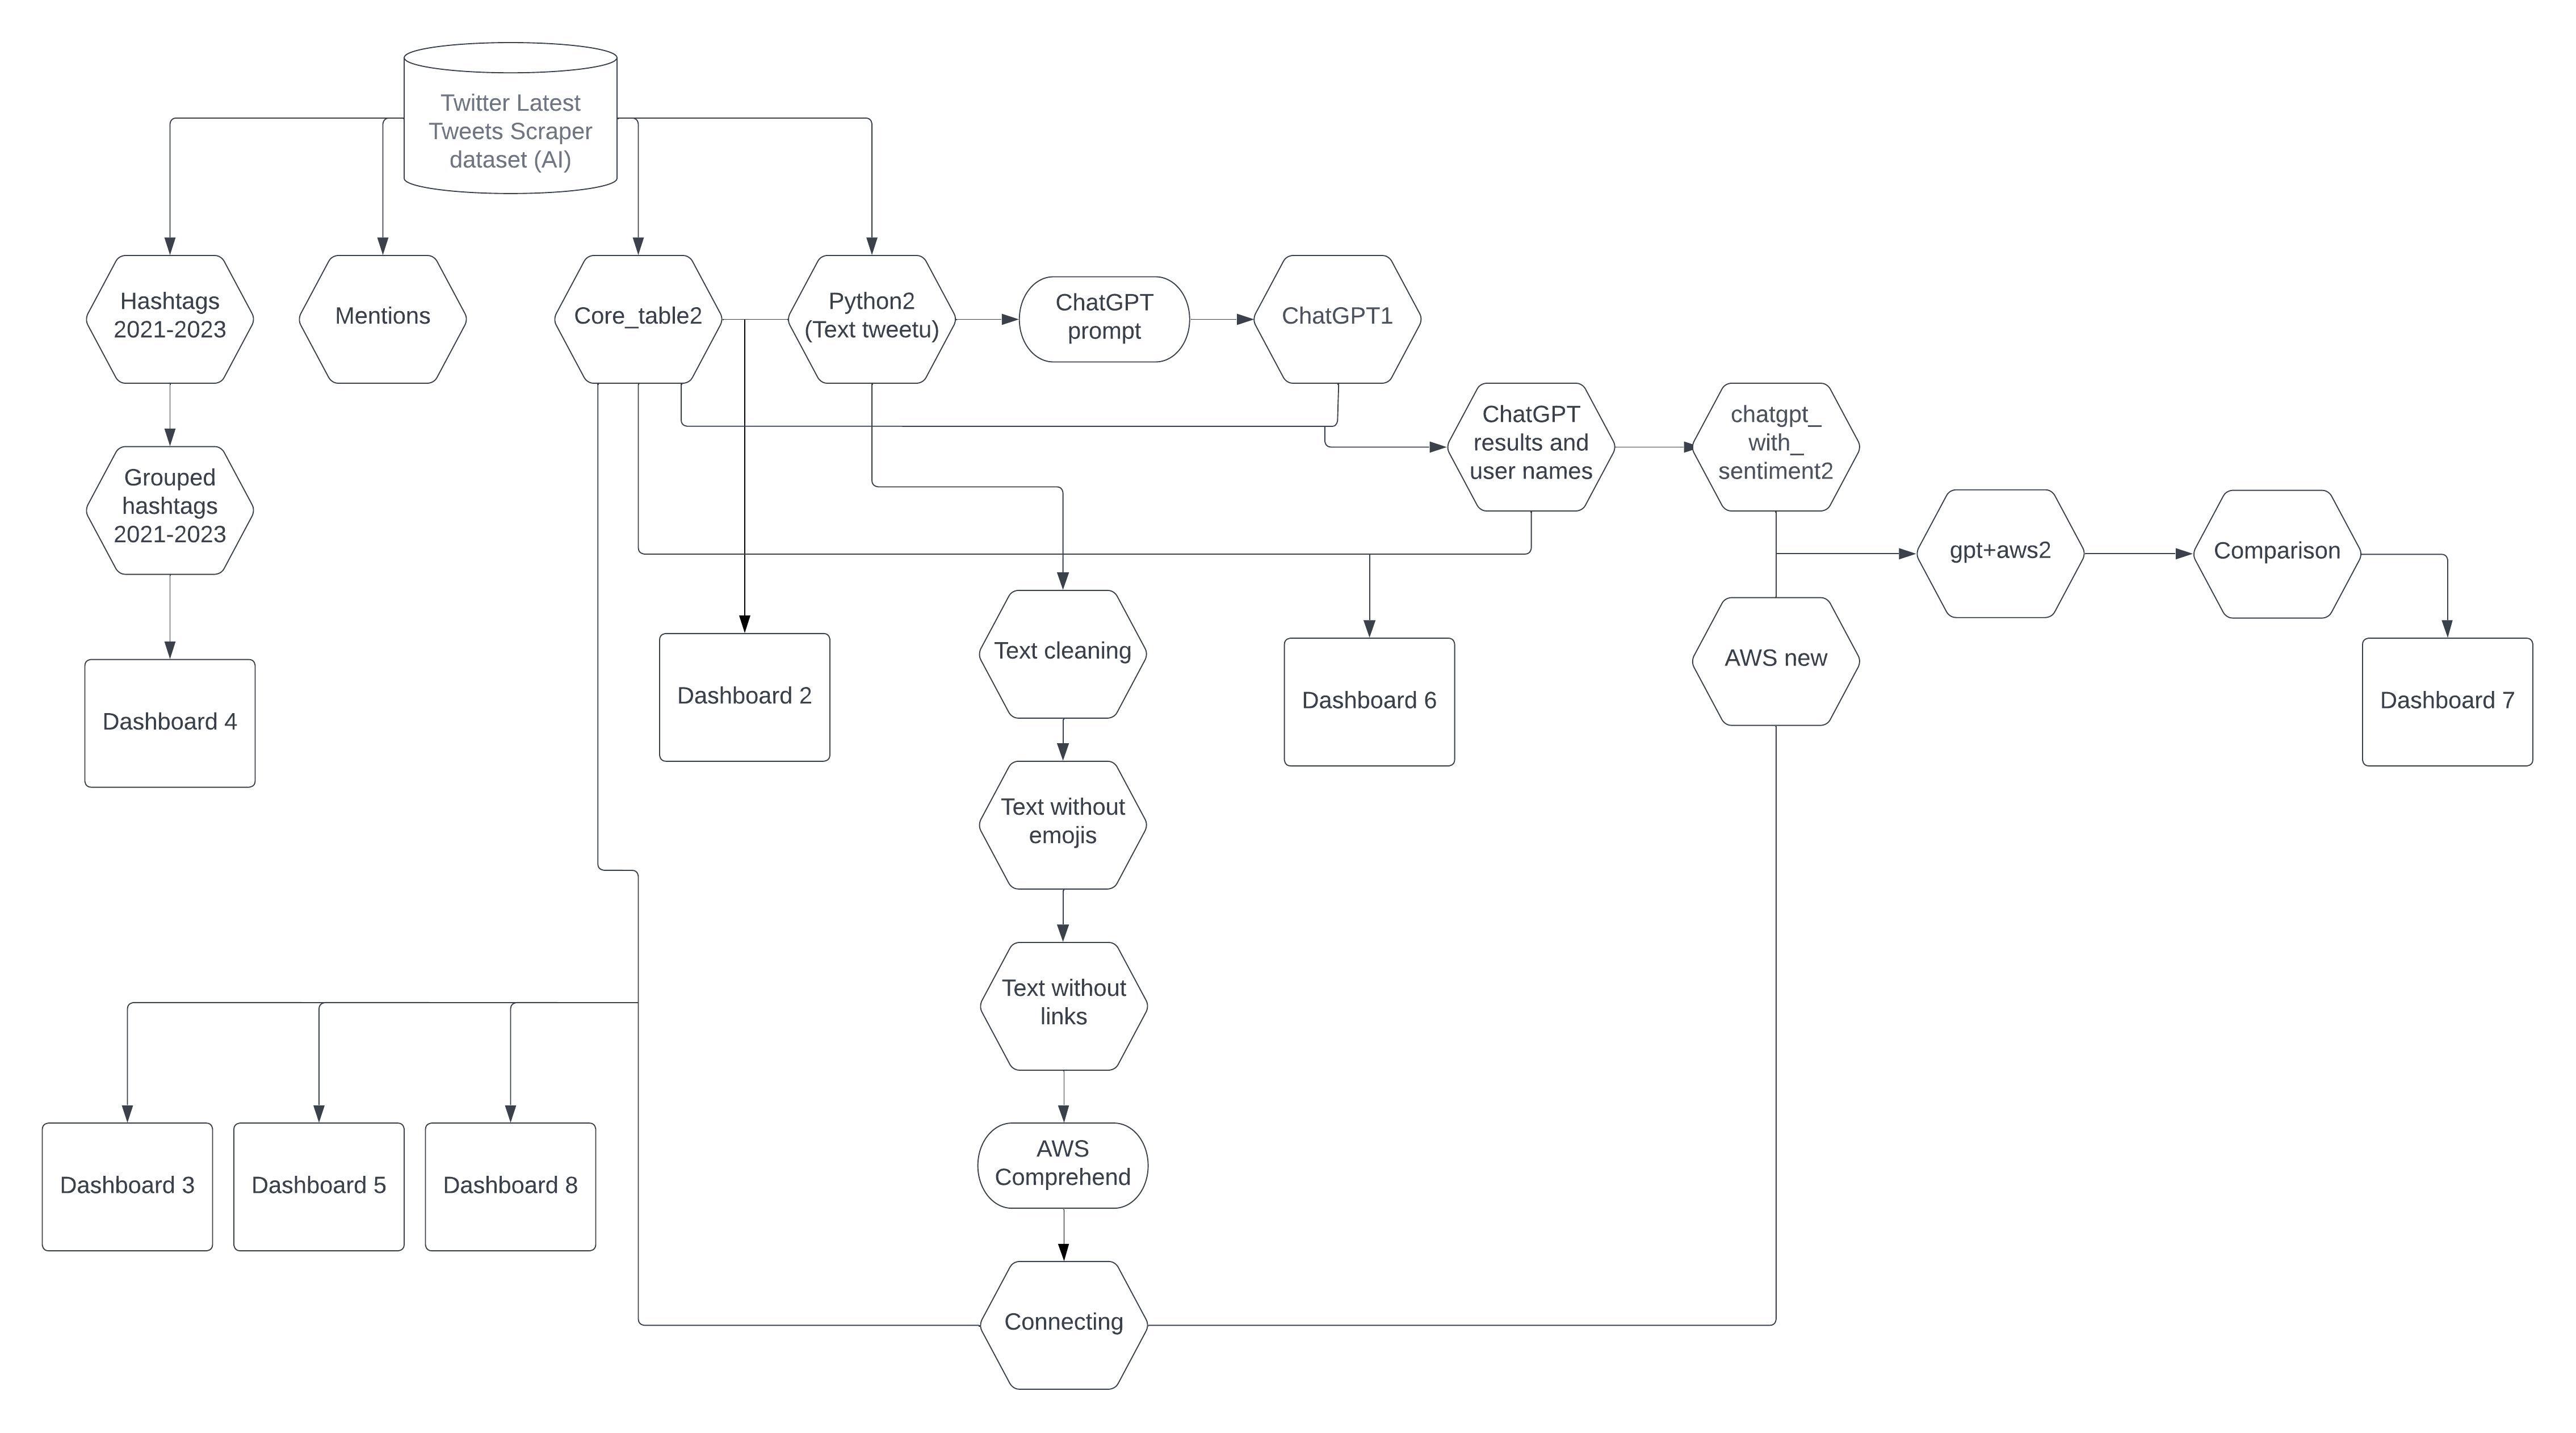 Twitter Latest
Tweets Scraper
dataset (AI)
Hashtags
2021-2023
Mentions
Core_table2
Python2
(Text tweetu)
ChatGPT
prompt
ChatGPT1
ChatGPT
results and
user names
chatgpt_
with_
sentiment2
Grouped
hashtags
2021-2023
gpt+aws2
Comparison
Text cleaning
AWS new
Dashboard 4
Dashboard 2
Dashboard 6
Dashboard 7
Text without
emojis
Text without
links
AWS
Comprehend
Dashboard 3
Dashboard 5
Dashboard 8
Connecting